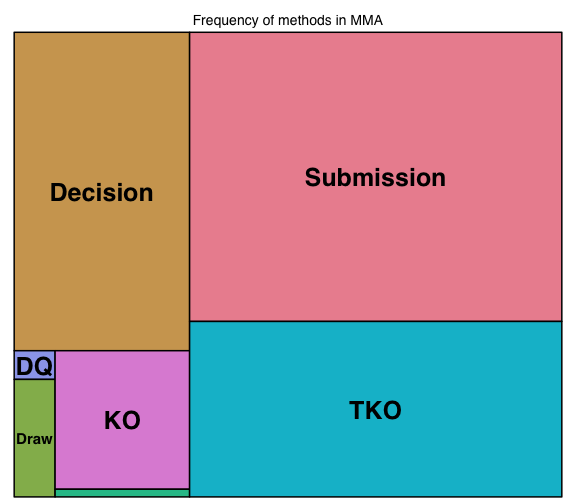 Frequency of methods in MMA
Decision
Submission
DQ
Draw
KO
TKO